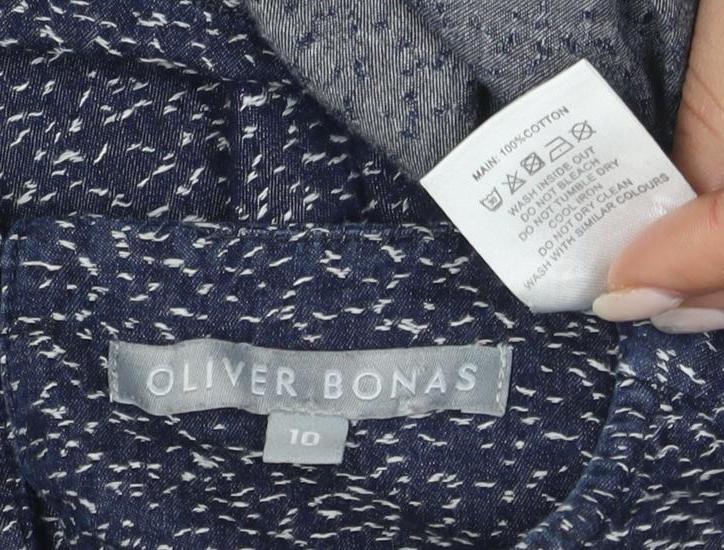 MAIN: 100%COTTON
WASH INSIDE OUT
DO NOT BLEACH
DO NOT TUMBLE DRY
COOL IRON
DO NOT DRY CLEAN
WASH WITH SIMILAR COLOURS
OLIVER BONAS
10